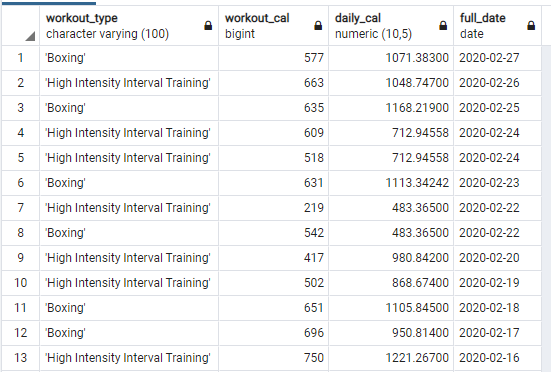 workout_type workout_cal daily_cal full_date
character varying (100) bigint numeric (10,5) date
1 'Boxing' 577 1071.38300 2020-02-27
2 'High Intensity Interval Training' 663 1048.74700 2020-02-26
3 'Boxing' 635 1168.21900 2020-02-25
4 'High Intensity Interval Training' 609 712.94558 2020-02-24
5 'High Intensity Interval Training' 518 712.94558 2020-02-24
6 'Boxing' 631 1113.34242 2020-02-23
7 'High Intensity Interval Training' 219 483.36500 2020-02-22
8 'Boxing' 542 483.36500 2020-02-22
9 'High Intensity Interval Training' 417 980.84200 2020-02-20
10 'High Intensity Interval Training' 502 868.67400 2020-02-19
11 'Boxing' 651 1105.84500 2020-02-18
12 'Boxing' 696 950.81400 2020-02-17
13 'High Intensity Interval Training' 750 1221.26700 2020-02-16